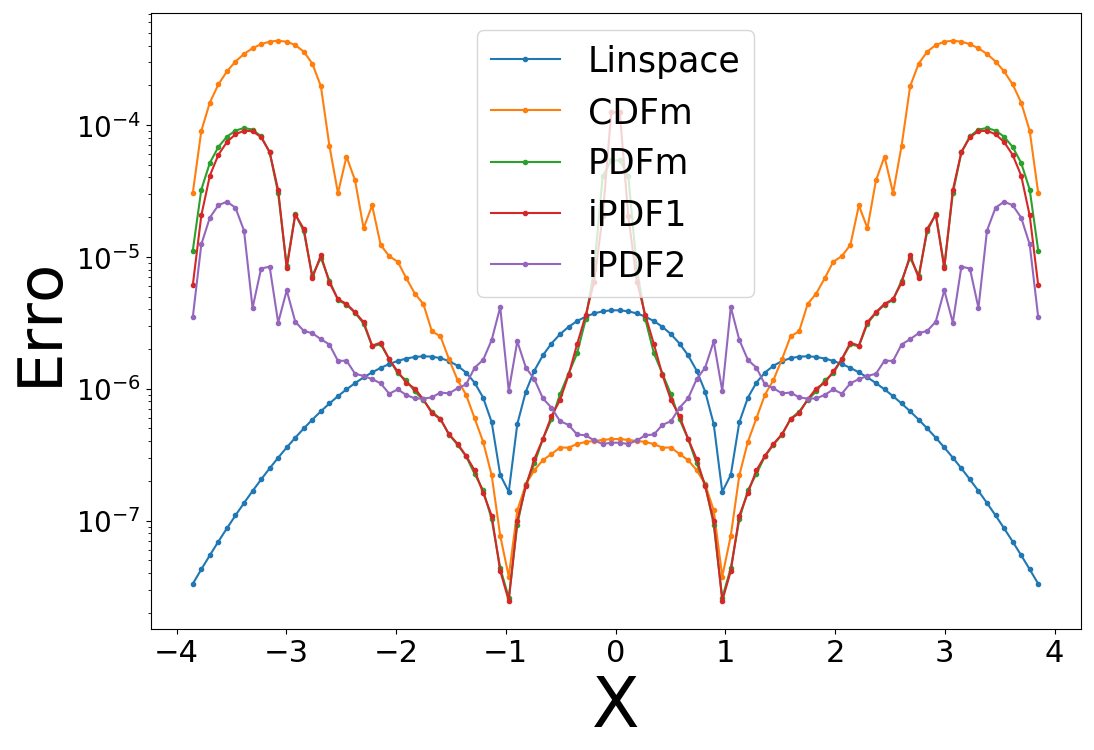 Erro
10⁻⁴
10⁻⁵
10⁻⁶
10⁻⁷
Linspace
CDFm
PDFm
iPDF1
iPDF2
−4 −3 −2 −1 0 1 2 3 4
X